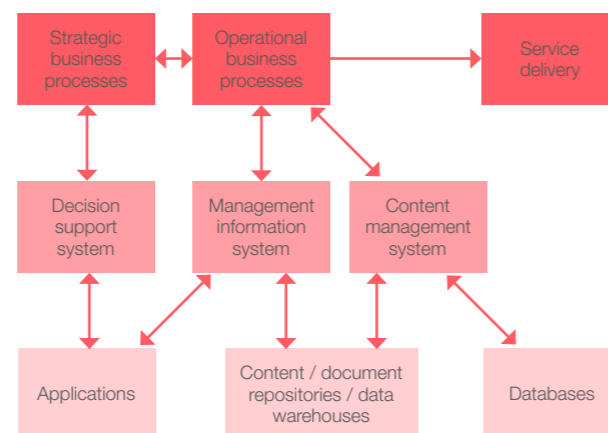 Strategic
business
processes
Operational
business
processes
Service
delivery
Decision
support
system
Management
information
system
Content
management
system
Applications
Content / document
repositories / data
warehouses
Databases